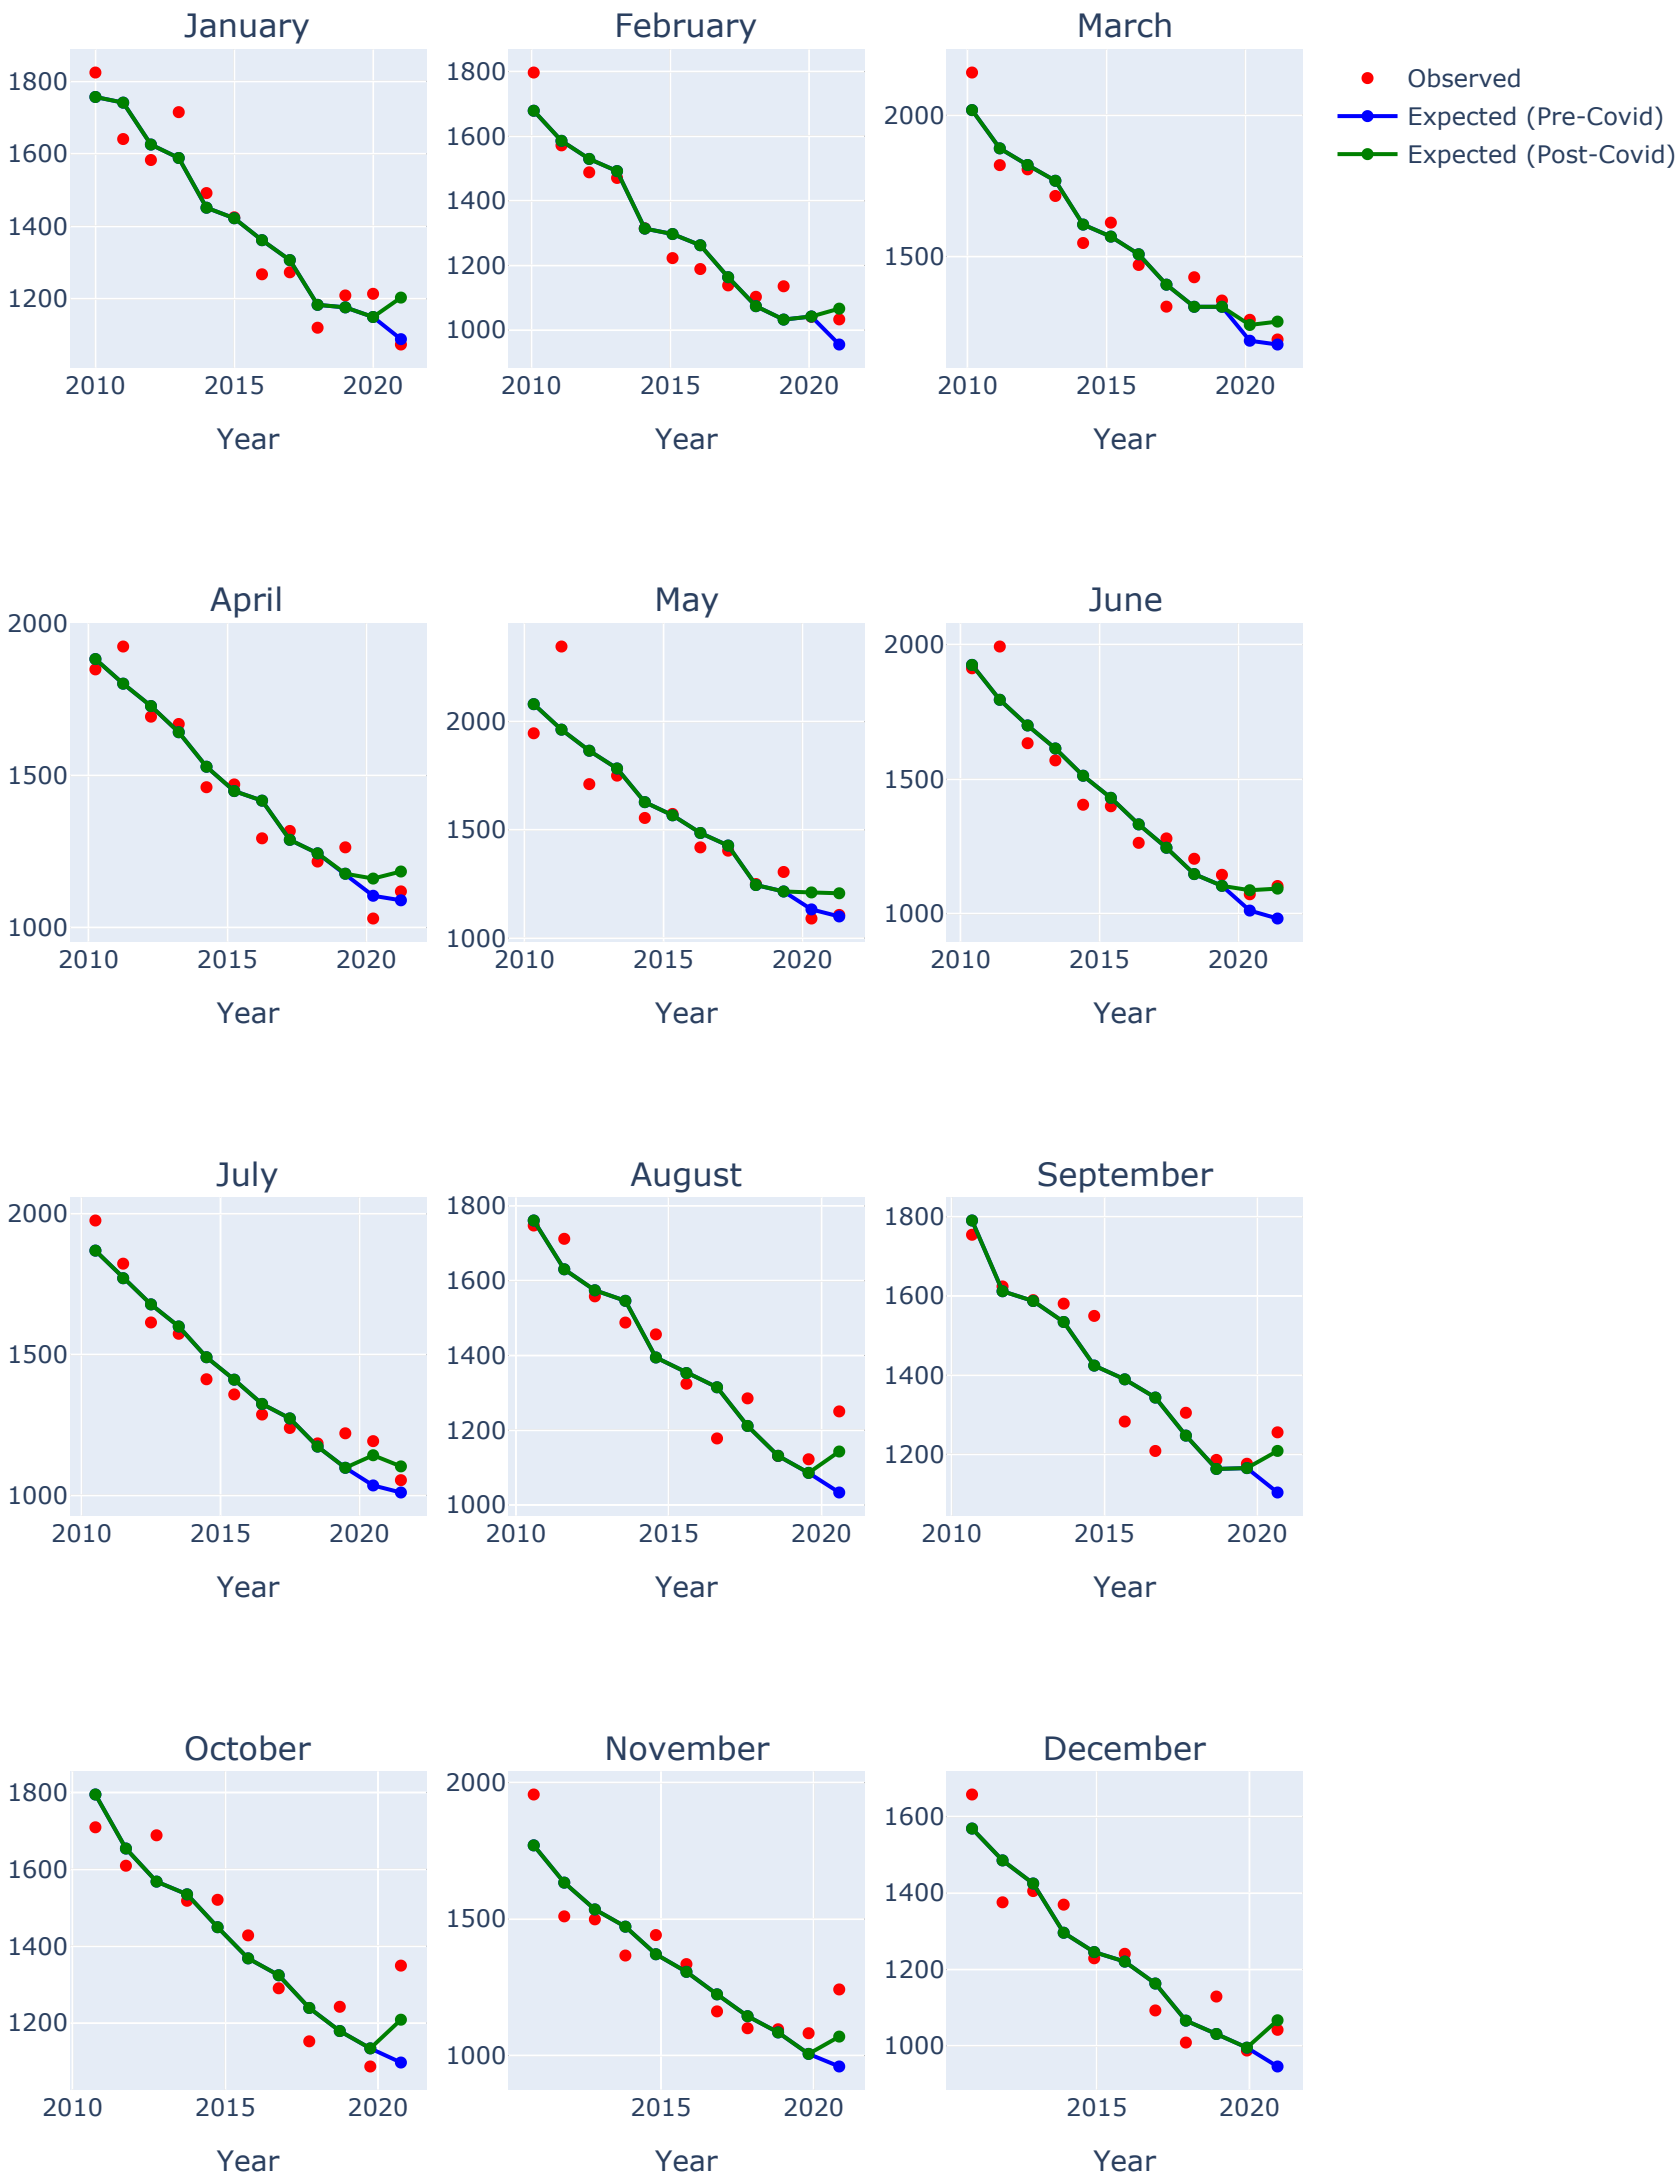 January
February
March
Observed
Expected (Pre-Covid)
Expected (Post-Covid)
1800
1600
1400
1200
2010
2015
2020
Year
1800
1600
1400
1200
1000
2010
2015
2020
Year
2000
1500
2010
2015
2020
Year
April
May
June
2000
1500
1000
2010
2015
2020
Year
2000
1500
1000
2010
2015
2020
Year
2000
1500
1000
2010
2015
2020
Year
July
August
September
2000
1500
1000
2010
2015
2020
Year
1800
1600
1400
1200
1000
2010
2015
2020
Year
1800
1600
1400
1200
2010
2015
2020
Year
October
November
December
1800
1600
1400
1200
2010
2015
2020
Year
2000
1500
1000
2015
2020
Year
1600
1400
1200
1000
2015
2020
Year